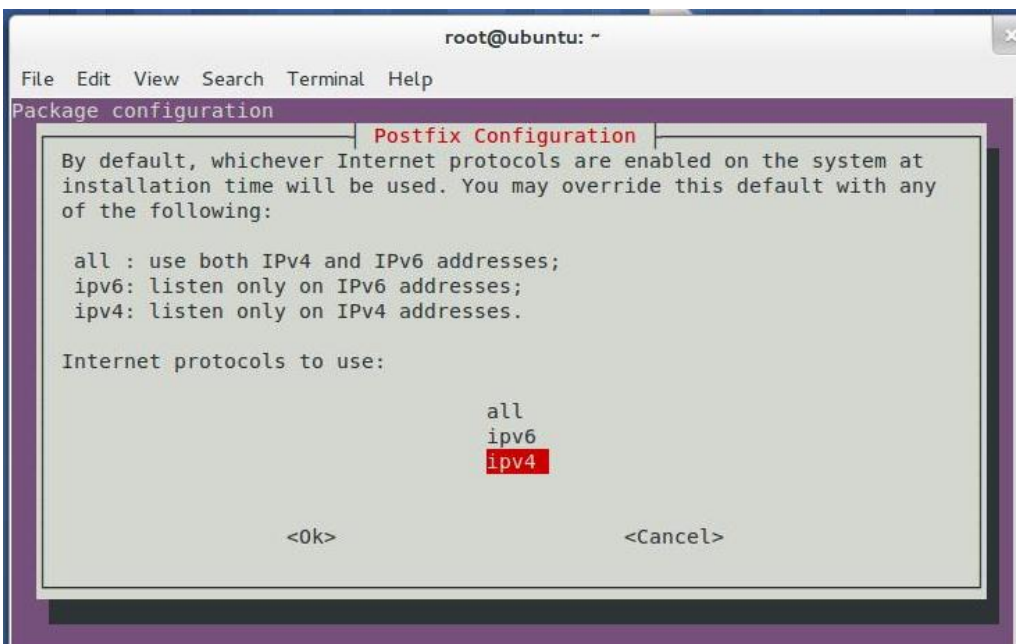 root@ubuntu: ~
File Edit View Search Terminal Help
Package configuration
Postfix Configuration
By default, whichever Internet protocols are enabled on the system at
installation time will be used. You may override this default with any
of the following:
all : use both IPv4 and IPv6 addresses;
ipv6: listen only on IPv6 addresses;
ipv4: listen only on IPv4 addresses.
Internet protocols to use:
all
ipv6
ipv4
<Ok> <Cancel>